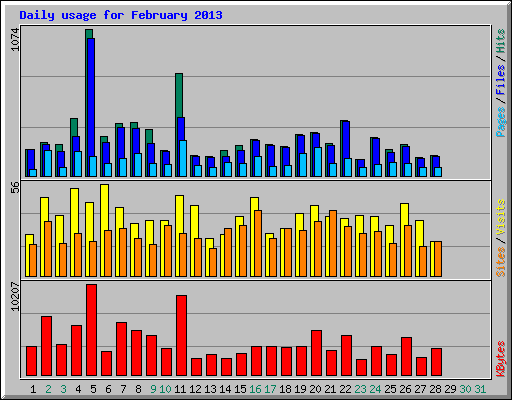 Daily usage for February 2013
1074
Pages / Files / Hits
56
Sites / Visits
10207
KBytes
1 2 3 4 5 6 7 8 9 10 11 12 13 14 15 16 17 18 19 20 21 22 23 24 25 26 27 28 29 30 31